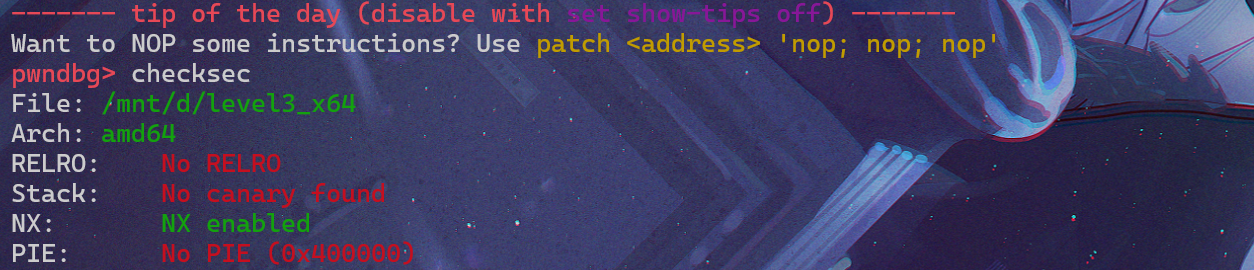 ------- tip of the day (disable with set show-tips off) -------
Want to NOP some instructions? Use patch <address> 'nop; nop; nop'
pwndbg> checksec
File: /mnt/d/level3_x64
Arch: amd64
RELRO: No RELRO
Stack: No canary found
NX: NX enabled
PIE: No PIE (0x400000)